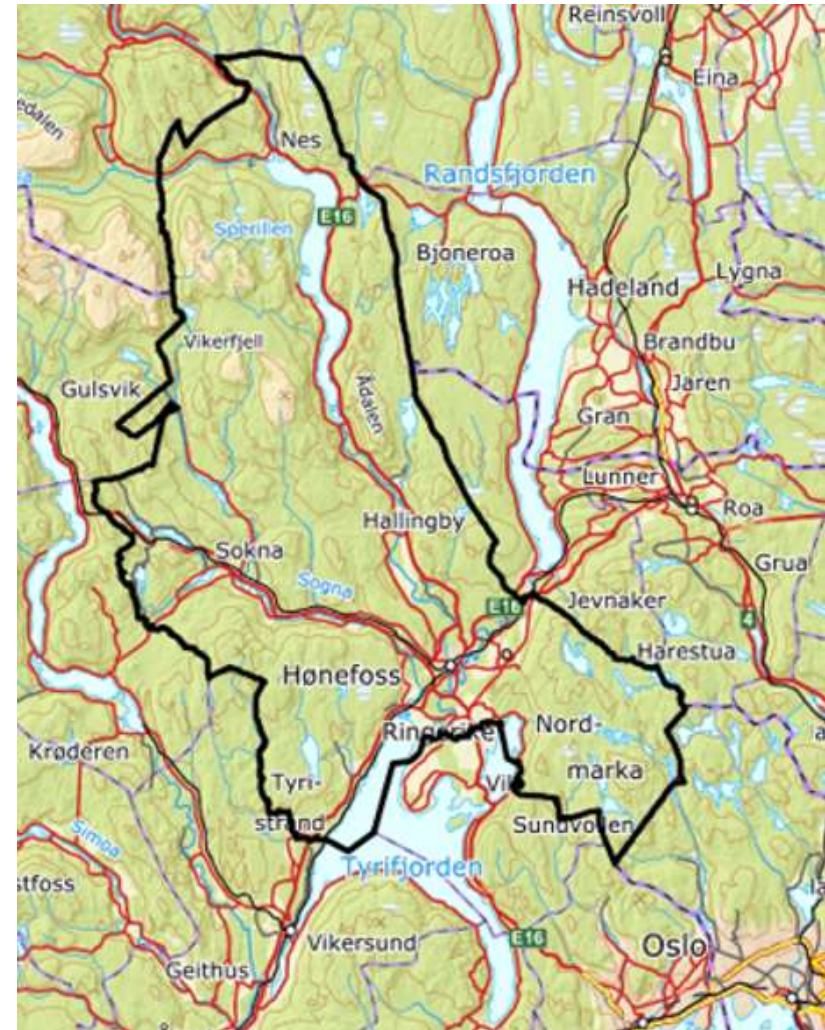 Reinsvoll
Eina
edalen
Nes
Randsfjorden
E16
Sperillen
Bjoneroa
Lygna
Hadeland
Vikerfjell
Brandbu
Gulsvik
Ådalen
Jaren
Gran
Lunner
Hallingby
Roa
Sokna
Grua
Sogna
E16
Jevnaker
4
Harestua
Hønefoss
Ringerike
Nord-
marka
Krøderen
Tyri-
strand
Vik
Sundvollen
Simoa
Tyrifjorden
stfoss
Vikersund
E16
Oslo
Geithus